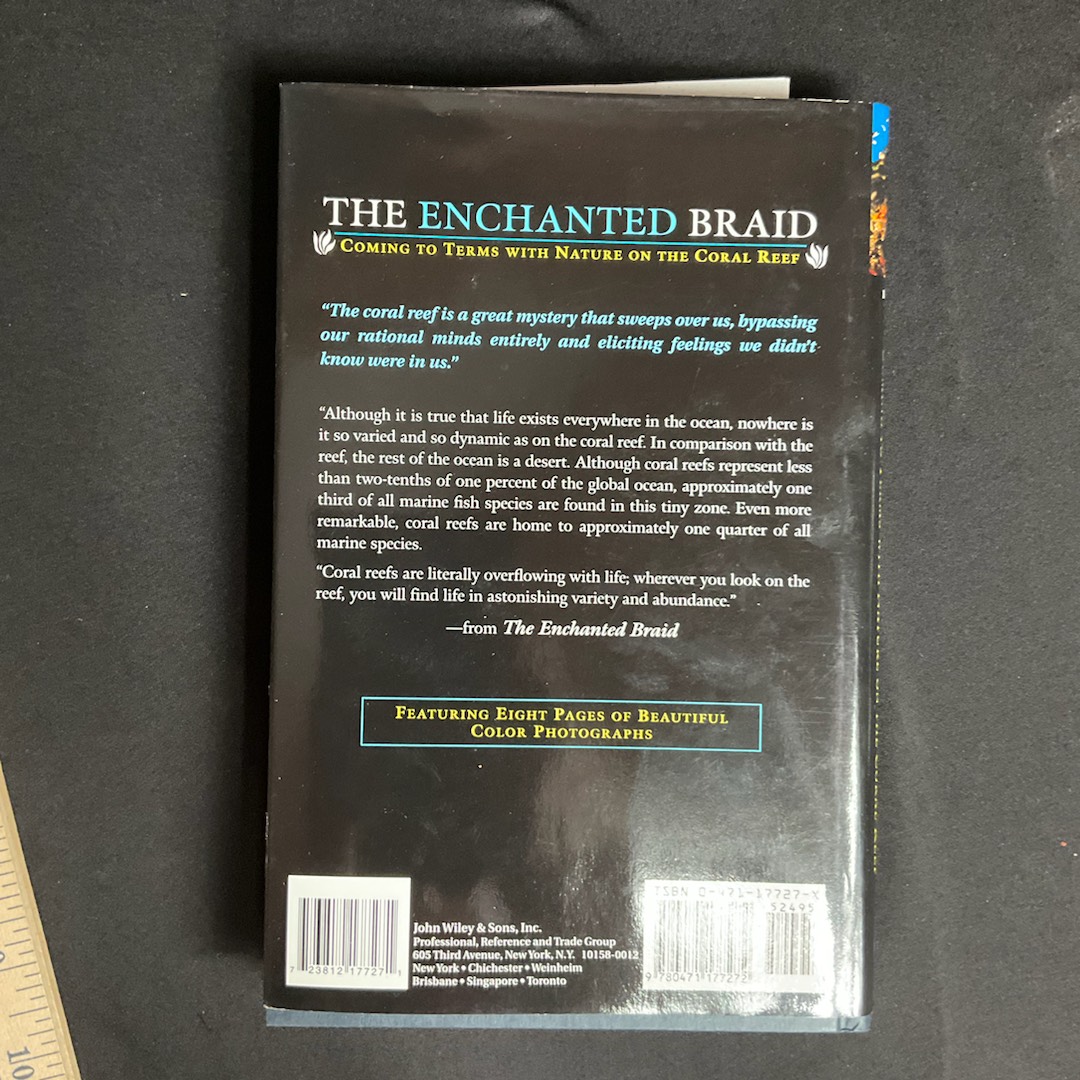 THE ENCHANTED BRAID
COMING TO TERMS WITH NATURE ON THE CORAL REEF
“The coral reef is a great mystery that sweeps over us, bypassing
our rational minds entirely and eliciting feelings we didn’t
know were in us.”
“Although it is true that life exists everywhere in the ocean, nowhere is
it so varied and so dynamic as on the coral reef. In comparison with the
reef, the rest of the ocean is a desert. Although coral reefs represent less
than two-tenths of one percent of the global ocean, approximately one
third of all marine fish species are found in this tiny zone. Even more
remarkable, coral reefs are home to approximately one quarter of all
marine species.
“Coral reefs are literally overflowing with life; wherever you look on the
reef, you will find life in astonishing variety and abundance.”
—from The Enchanted Braid
FEATURING EIGHT PAGES OF BEAUTIFUL
COLOR PHOTOGRAPHS
7 23812 17727 1
John Wiley & Sons, Inc.
Professional, Reference and Trade Group
605 Third Avenue, New York, N.Y. 10158-0012
New York • Chichester • Weinheim
Brisbane • Singapore • Toronto
ISBN 0-471-17727-X
52495
9 780471 177272
10